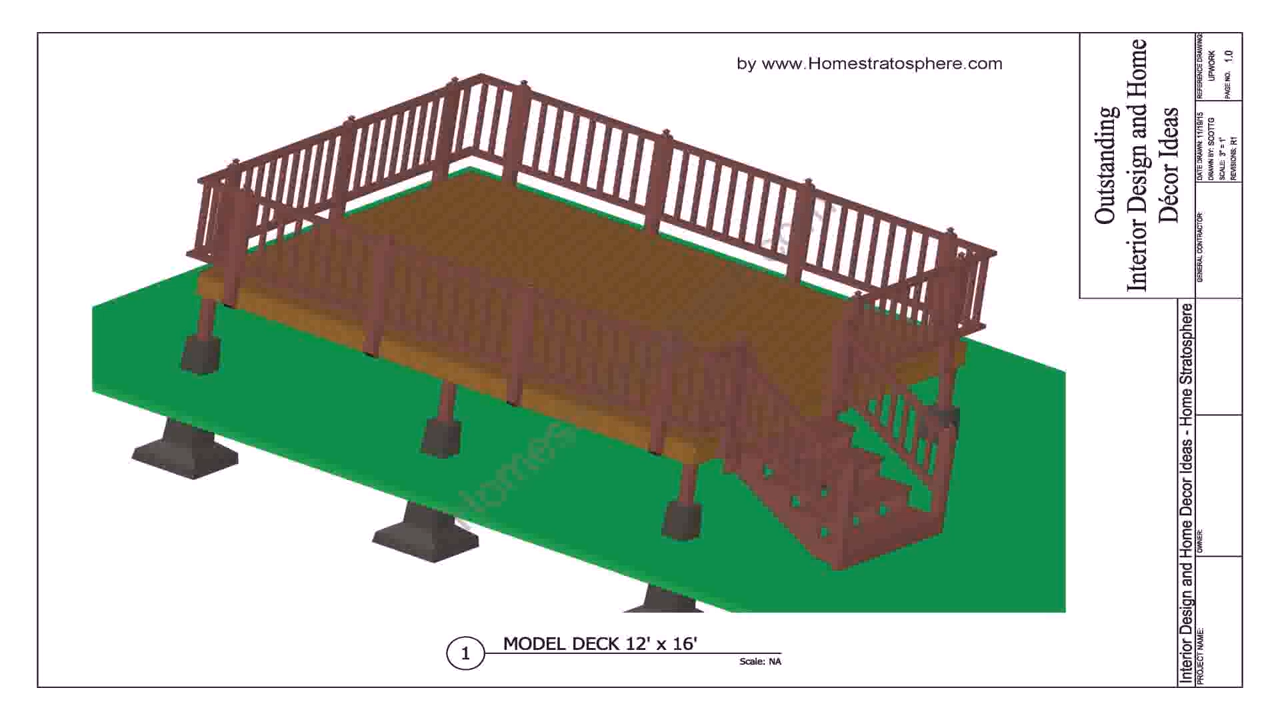 by www.Homestratosphere.com
Outstanding
Interior Design and Home
Décor Ideas
REFERENCE DRAWING:
UPWORK
PAGE NO. 1.0
DATE DRAWN: 11/19/15
DRAWN BY: SCOTTG
SCALE: 3" = 1'
REVISIONS: R1
GENERAL CONTRACTOR:
Interior Design and Home Decor Ideas - Home Stratosphere
OWNER:
PROJECT NAME:
1
MODEL DECK 12' x 16'
Scale: NA